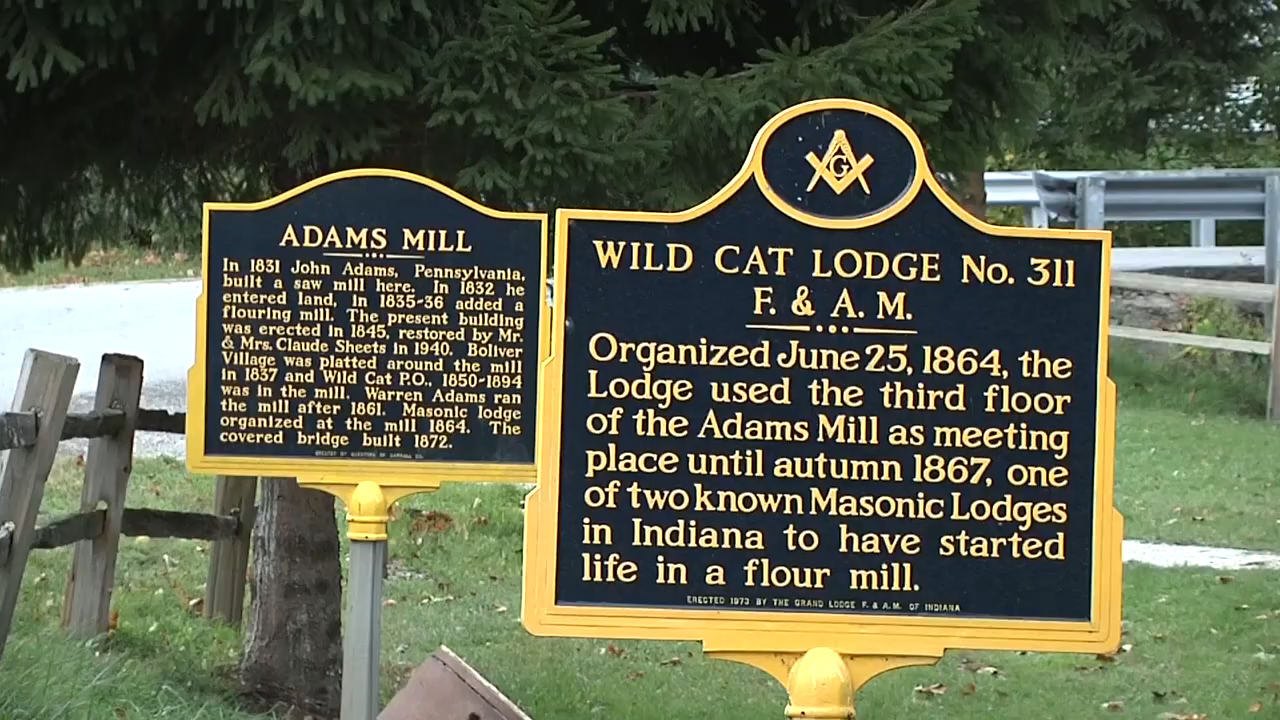 ADAMS MILL
In 1831 John Adams, Pennsylvania,
built a saw mill here. In 1832 he
entered land, in 1835-36 added a
flouring mill. The present building
was erected in 1845, restored by Mr.
& Mrs. Claude Sheets in 1940. Boliver
Village was platted around the mill
in 1837 and Wild Cat P.O., 1850-1894
was in the mill. Warren Adams ran
the mill after 1861. Masonic lodge
organized at the mill 1864. The
covered bridge built 1872.
G
WILD CAT LODGE No. 311
F. & A. M.
Organized June 25, 1864, the
Lodge used the third floor
of the Adams Mill as meeting
place until autumn 1867, one
of two known Masonic Lodges
in Indiana to have started
life in a flour mill.
ERECTED 1973 BY THE GRAND LODGE F. & A.M. OF INDIANA